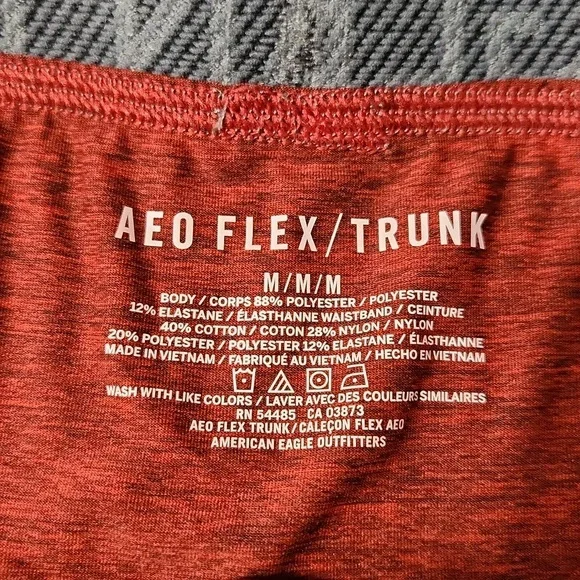 AEO FLEX/TRUNK
M/M/M
BODY / CORPS 88% POLYESTER / POLYESTER
12% ELASTANE / ÉLASTHANNE WAISTBAND / CEINTURE
40% COTTON / COTON 28% NYLON / NYLON
20% POLYESTER / POLYESTER 12% ELASTANE / ÉLASTHANNE
MADE IN VIETNAM / FABRIQUÉ AU VIETNAM / HECHO EN VIETNAM
WASH WITH LIKE COLORS / LAVER AVEC DES COULEURS SIMILAIRES
RN 54485 CA 03873
AEO FLEX TRUNK/CALEÇON FLEX AEO
AMERICAN EAGLE OUTFITTERS